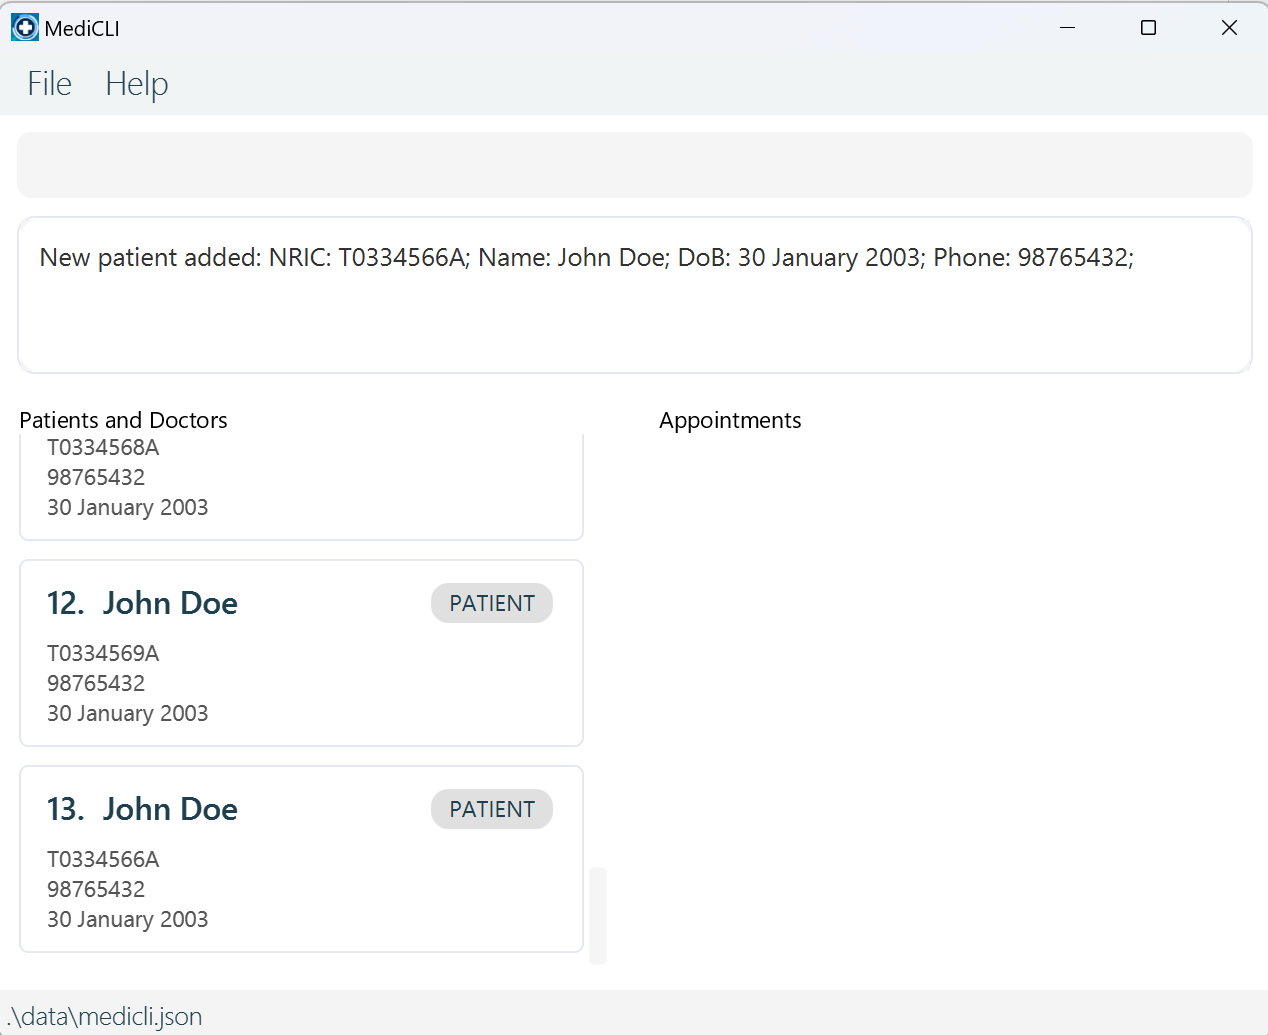 MediCLI
File Help
New patient added: NRIC: T0334566A; Name: John Doe; DoB: 30 January 2003; Phone: 98765432;
Patients and Doctors
T0334568A
98765432
30 January 2003
12. John Doe PATIENT
T0334569A
98765432
30 January 2003
13. John Doe PATIENT
T0334566A
98765432
30 January 2003
Appointments
.\data\medicli.json